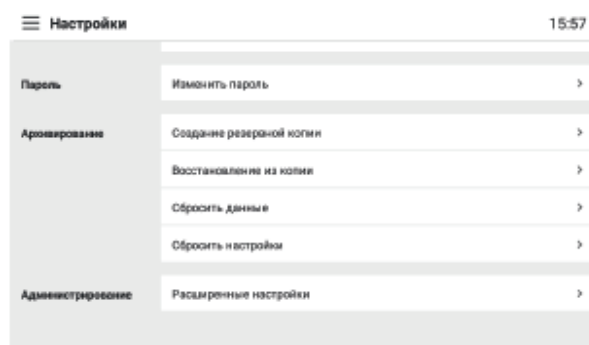 Настройки 15:57
Пароль Изменить пароль
Архивирование Создание резервной копии
Восстановление из копии
Сбросить данные
Сбросить настройки
Администрирование Расширенные настройки